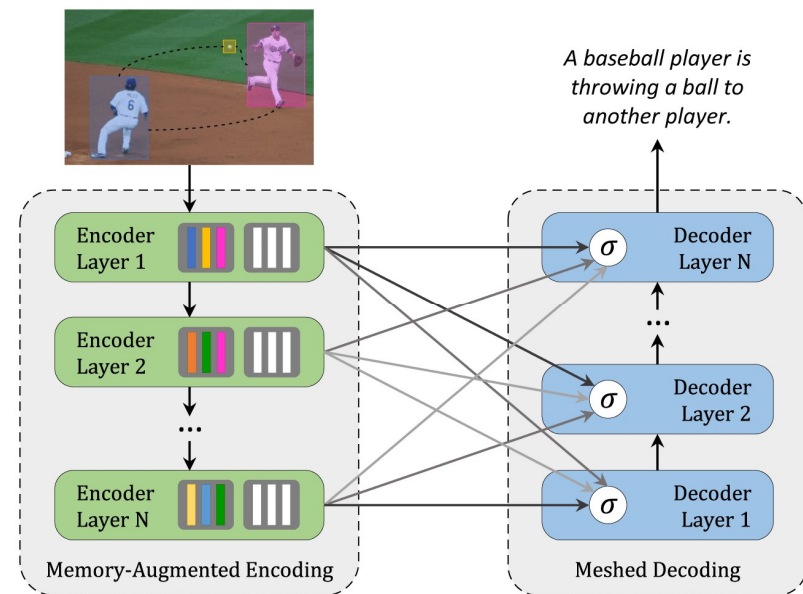 A baseball player is
throwing a ball to
another player.
6
Encoder
Layer 1
Encoder
Layer 2
...
Encoder
Layer N
Memory-Augmented Encoding
σ
Decoder
Layer N
...
σ
Decoder
Layer 2
σ
Decoder
Layer 1
Meshed Decoding